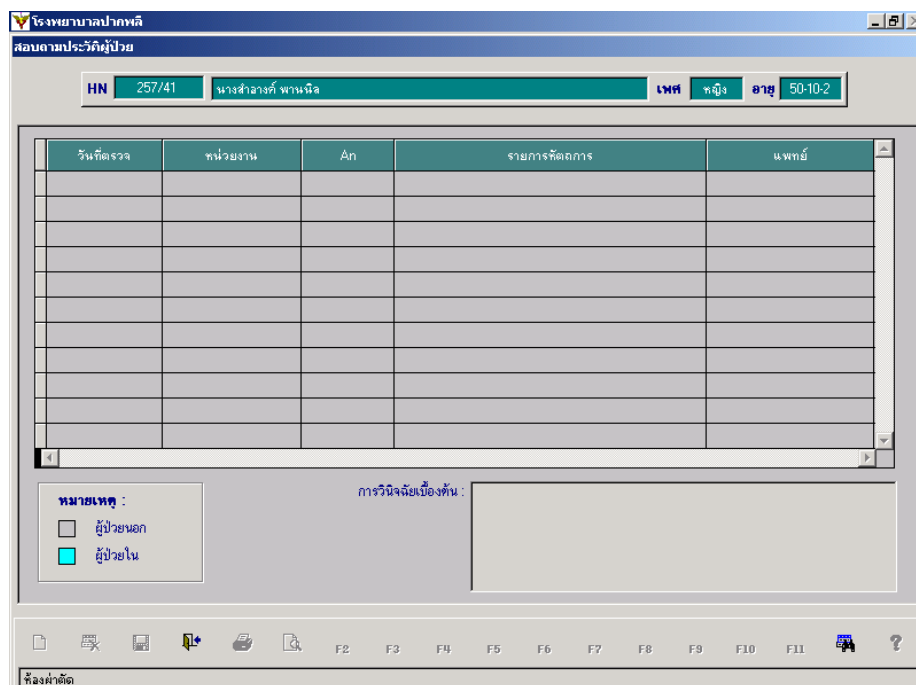 โรงพยาบาลปากพลี
สอบถามประวัติผู้ป่วย
HN 257/41 นางสำอางค์ พานนิล เพศ หญิง อายุ 50-10-2
วันที่ตรวจ หน่วยงาน An รายการหัตถการ แพทย์
การวินิจฉัยเบื้องต้น :
หมายเหตุ :
ผู้ป่วยนอก
ผู้ป่วยใน
F2 F3 F4 F5 F6 F7 F8 F9 F10 F11
ห้องผ่าตัด